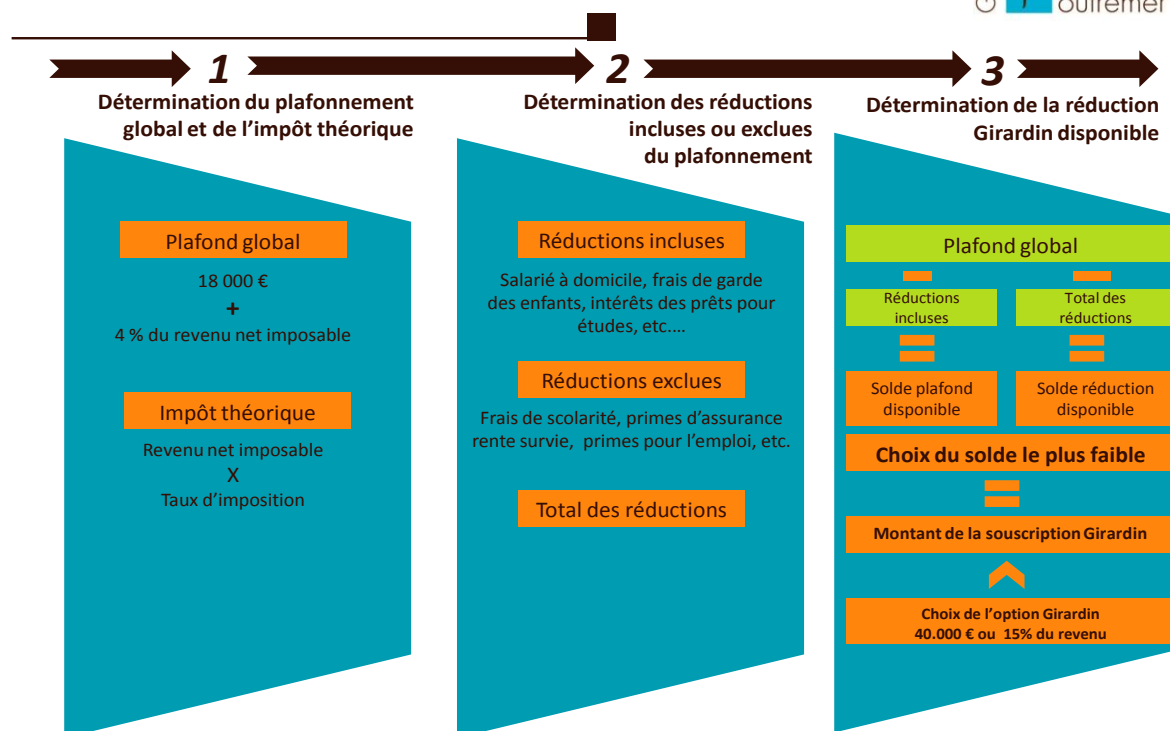 outremer
1
2
3
Détermination du plafonnement
global et de l'impôt théorique
Détermination des réductions
incluses ou exclues
du plafonnement
Détermination de la réduction
Girardin disponible
Plafond global
18 000 €
+
4 % du revenu net imposable
Impôt théorique
Revenu net imposable
X
Taux d'imposition
Réductions incluses
Salarié à domicile, frais de garde
des enfants, intérêts des prêts pour
études, etc.…
Réductions exclues
Frais de scolarité, primes d'assurance
rente survie, primes pour l'emploi, etc.
Total des réductions
Plafond global
Réductions
incluses
Total des
réductions
Solde plafond
disponible
Solde réduction
disponible
Choix du solde le plus faible
Montant de la souscription Girardin
Choix de l'option Girardin
40.000 € ou 15% du revenu